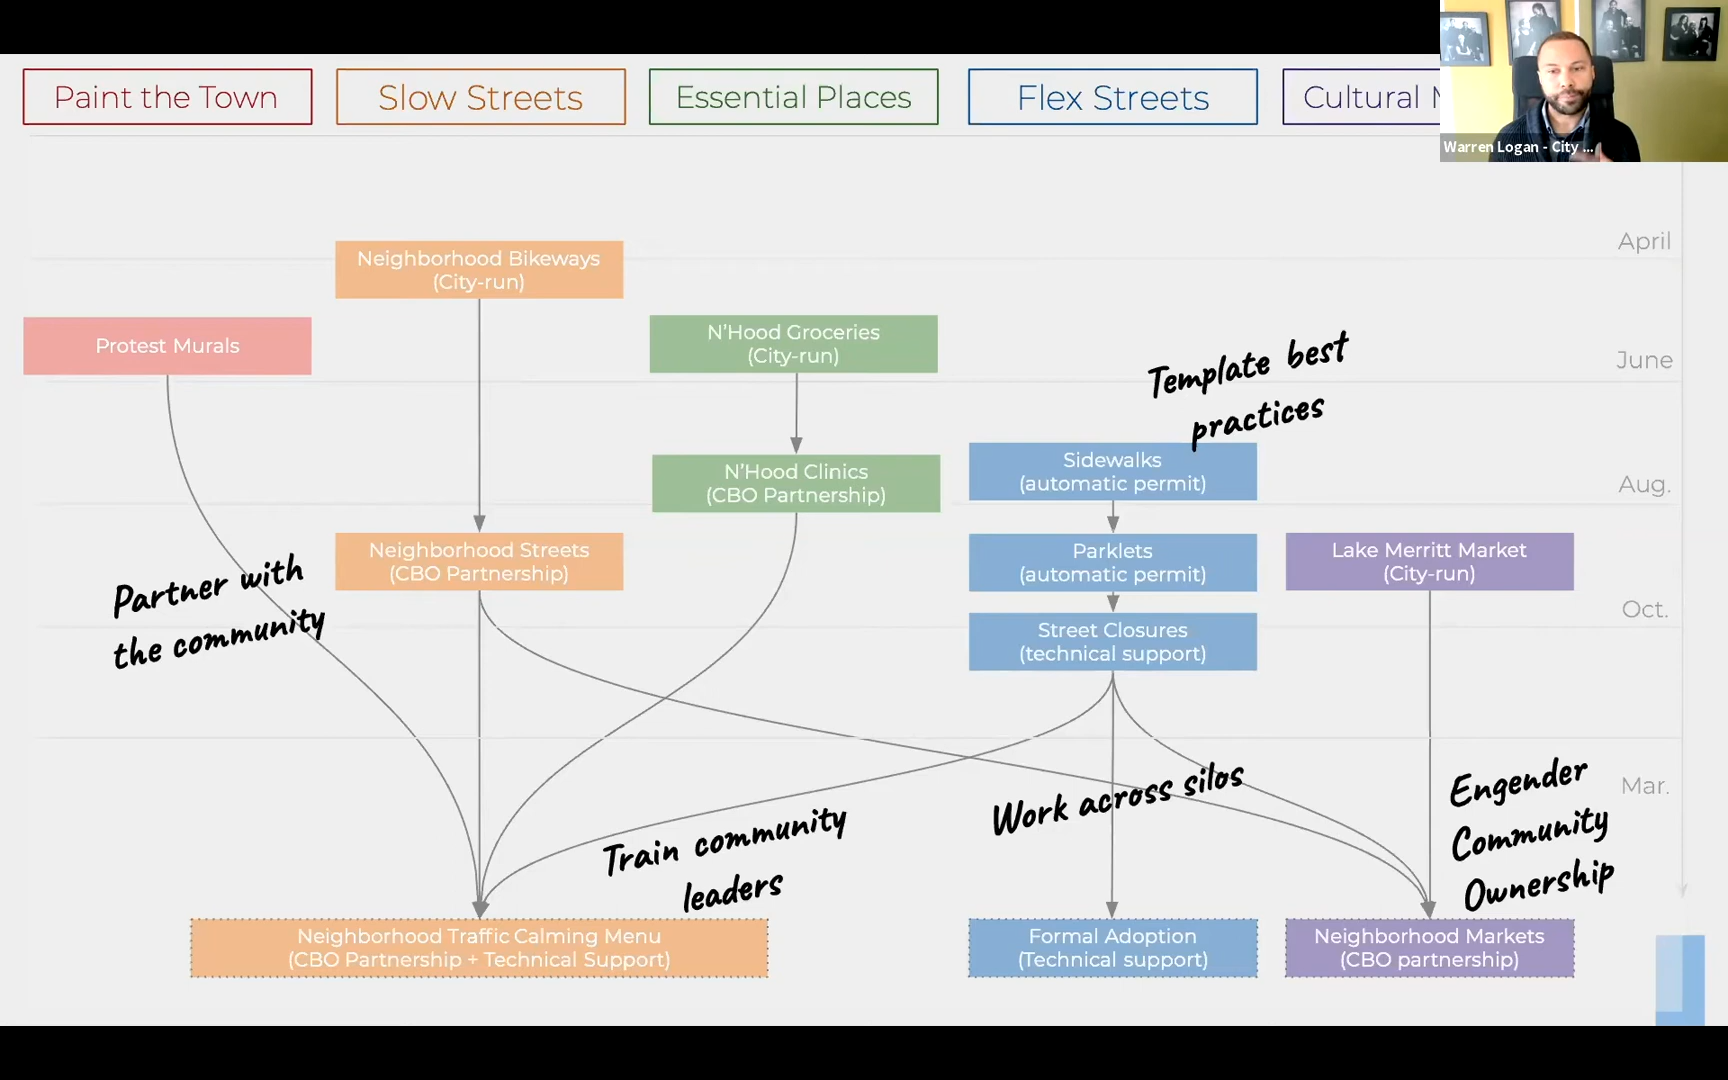 Paint the Town
Slow Streets
Essential Places
Flex Streets
Cultural
Warren Logan - City ...
April
Neighborhood Bikeways
(City-run)
Protest Murals
N'Hood Groceries
(City-run)
June
Template best
practices
N'Hood Clinics
(CBO Partnership)
Sidewalks
(automatic permit)
Aug.
Neighborhood Streets
(CBO Partnership)
Parklets
(automatic permit)
Lake Merritt Market
(City-run)
Partner with
the community
Street Closures
(technical support)
Oct.
Mar.
Train community
leaders
Work across silos
Engender
Community
Ownership
Neighborhood Traffic Calming Menu
(CBO Partnership + Technical Support)
Formal Adoption
(Technical support)
Neighborhood Markets
(CBO partnership)